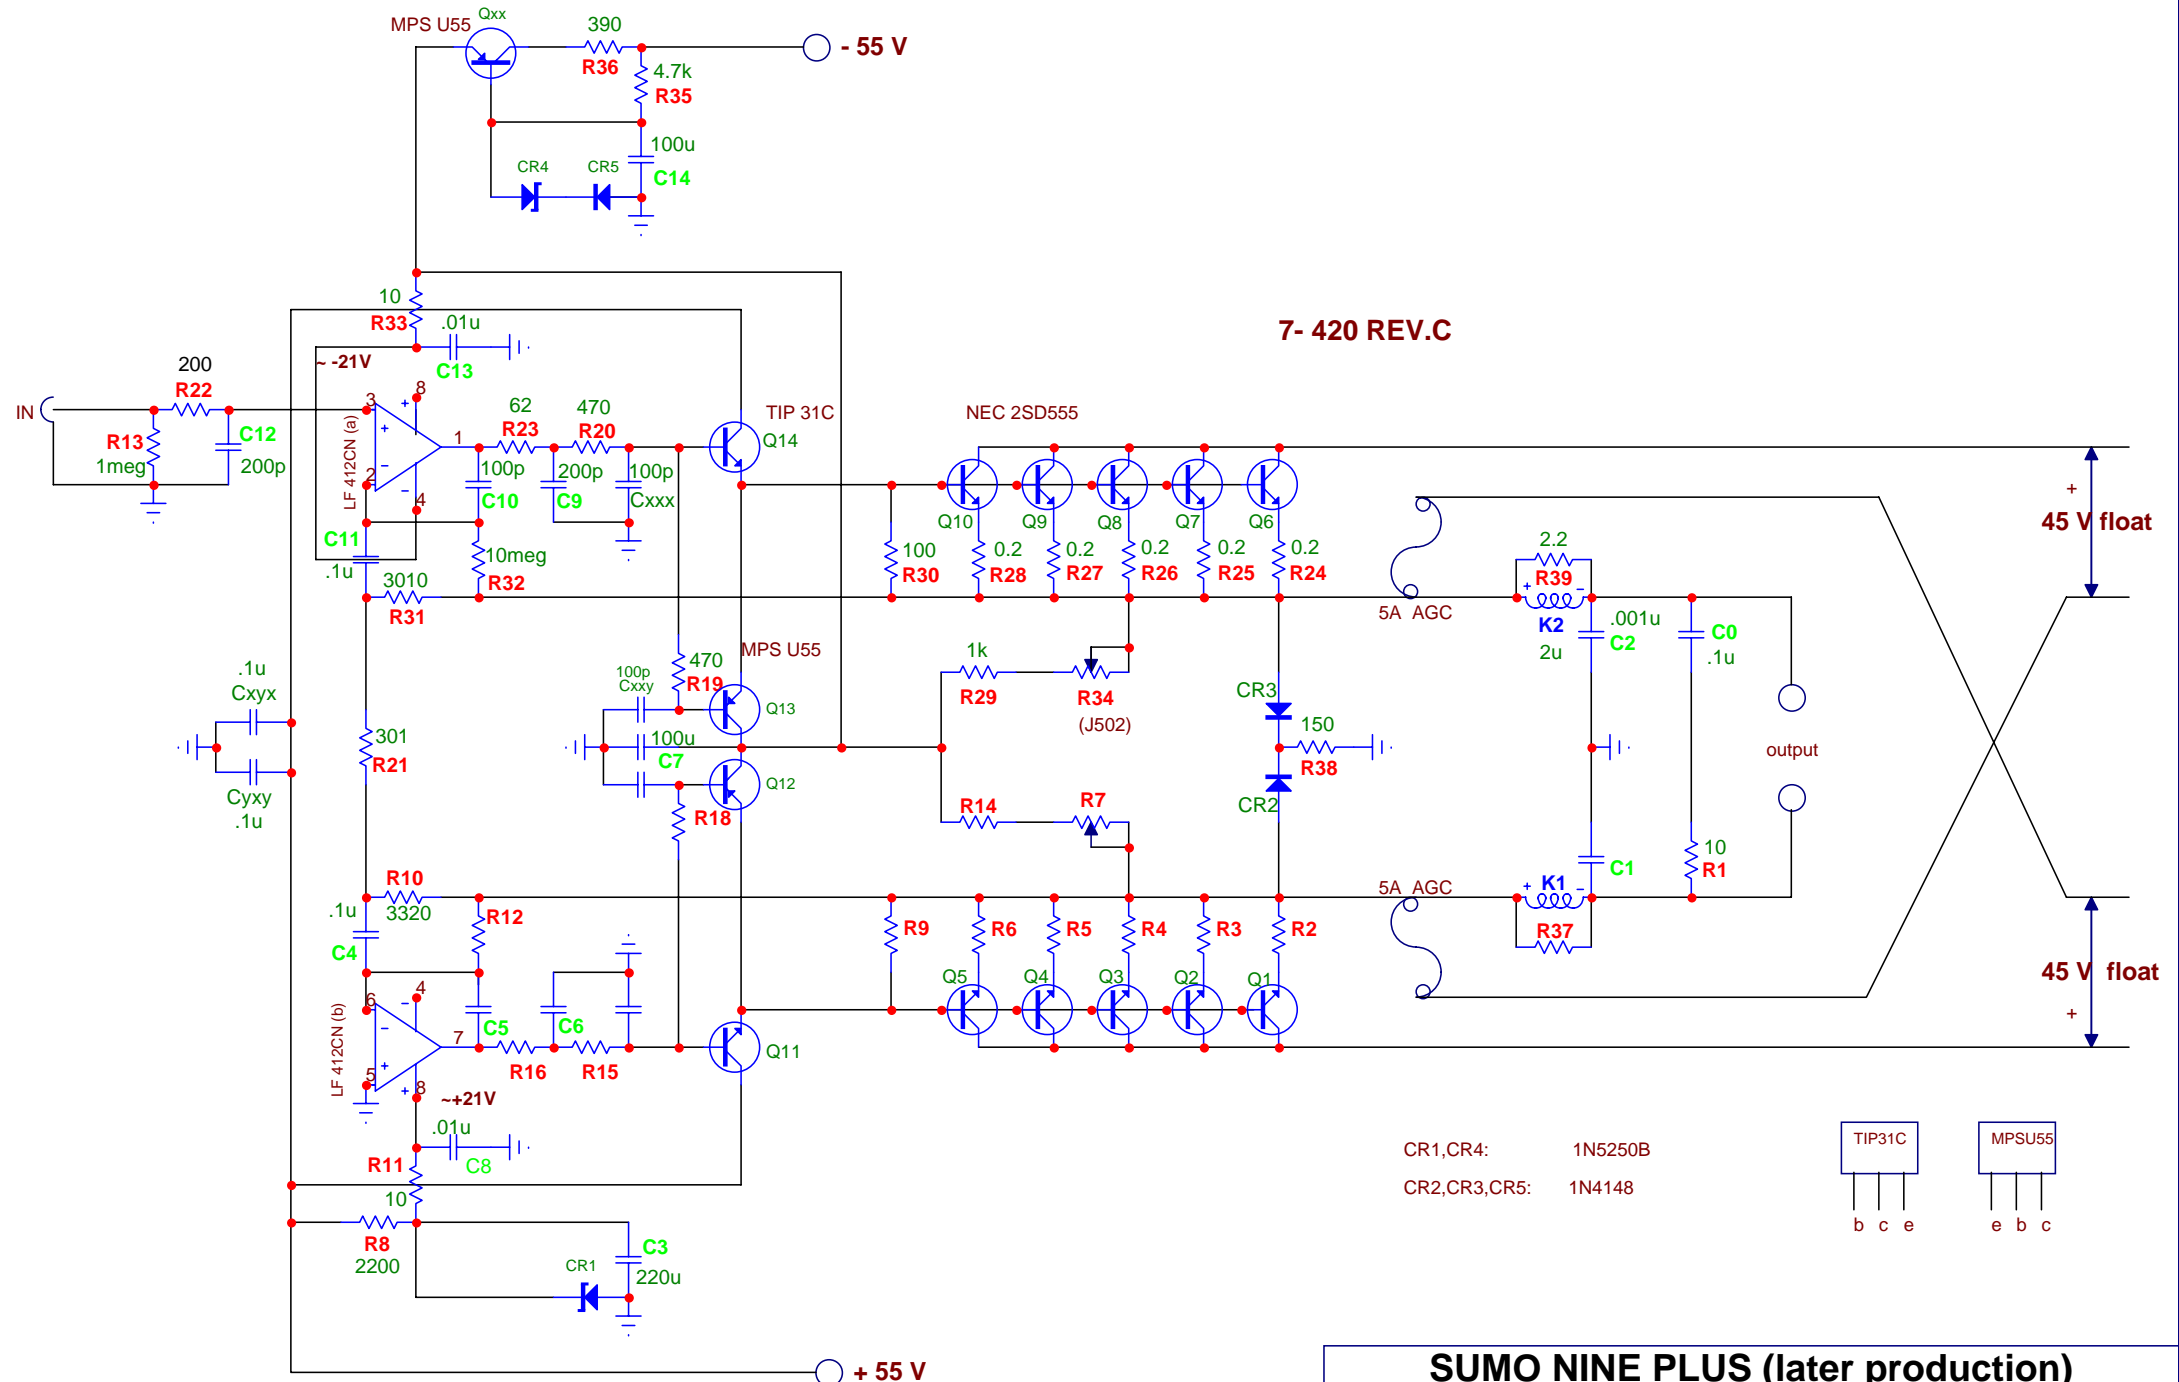 Qxx
MPS U55
390
R36
- 55 V
4.7k
R35
100u
C14
CR4
CR5
10
R33
.01u
C13
~ -21V
7- 420 REV.C
200
R22
IN
R13
1meg
C12
200p
LF 412CN (a)
3
8
+
+
1
2
−
−
4
62
R23
470
R20
100p
C10
200p
C9
100p
Cxxx
TIP 31C
Q14
NEC 2SD555
Q10
Q9
Q8
Q7
Q6
C11
.1u
10meg
R32
3010
R31
100
R30
0.2
R28
0.2
R27
0.2
R26
0.2
R25
0.2
R24
+
45 V float
5A AGC
2.2
R39
+
-
K2
2u
.001u
C2
C0
.1u
.1u
Cxyx
Cyxy
.1u
301
R21
100p
Cxxy
470
R19
MPS U55
Q13
100u
C7
Q12
R18
1k
R29
R34
(J502)
R14
R7
CR3
150
R38
CR2
output
C1
10
R1
5A AGC
+
K1
-
R37
R10
3320
.1u
C4
R12
R9
R6
R5
R4
R3
R2
Q5
Q4
Q3
Q2
Q1
45 V float
+
LF 412CN (b)
6
4
−
−
7
+
5
+
8
C5
C6
R16
R15
Q11
~+21V
.01u
C8
R11
10
R8
2200
CR1
C3
220u
+ 55 V
CR1,CR4: 1N5250B
CR2,CR3,CR5: 1N4148
TIP31C
b c e
MPSU55
e b c
SUMO NINE PLUS (later production)